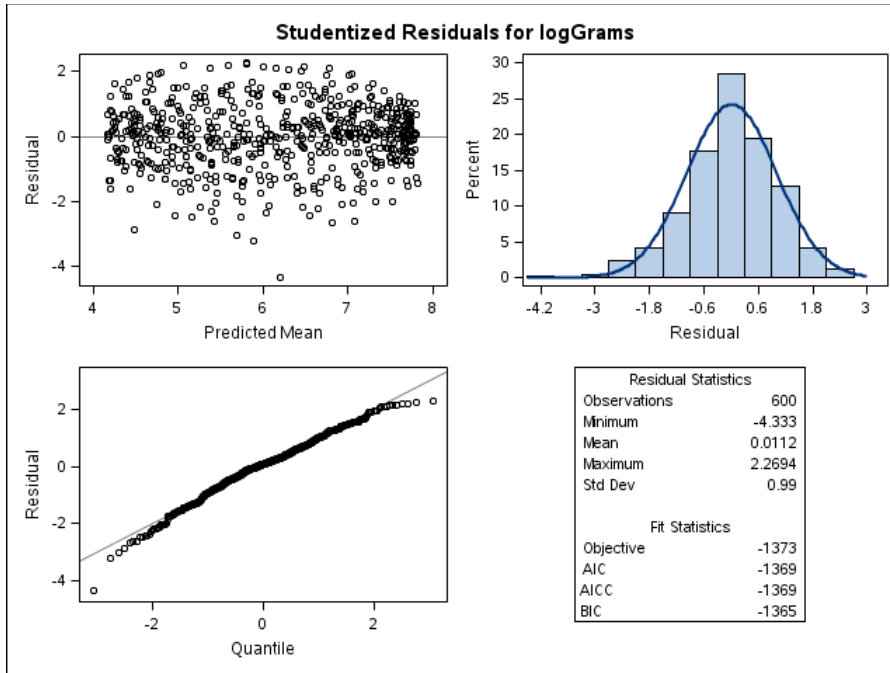 Studentized Residuals for logGrams
2
0
-2
-4
Residual
4 5 6 7 8
Predicted Mean
30
25
20
15
10
5
0
Percent
-4.2 -3 -1.8 -0.6 0.6 1.8 3
Residual
2
0
-2
-4
Residual
-2 0 2
Quantile
Residual Statistics
Observations 600
Minimum -4.333
Mean 0.0112
Maximum 2.2694
Std Dev 0.99
Fit Statistics
Objective -1373
AIC -1369
AICC -1369
BIC -1365